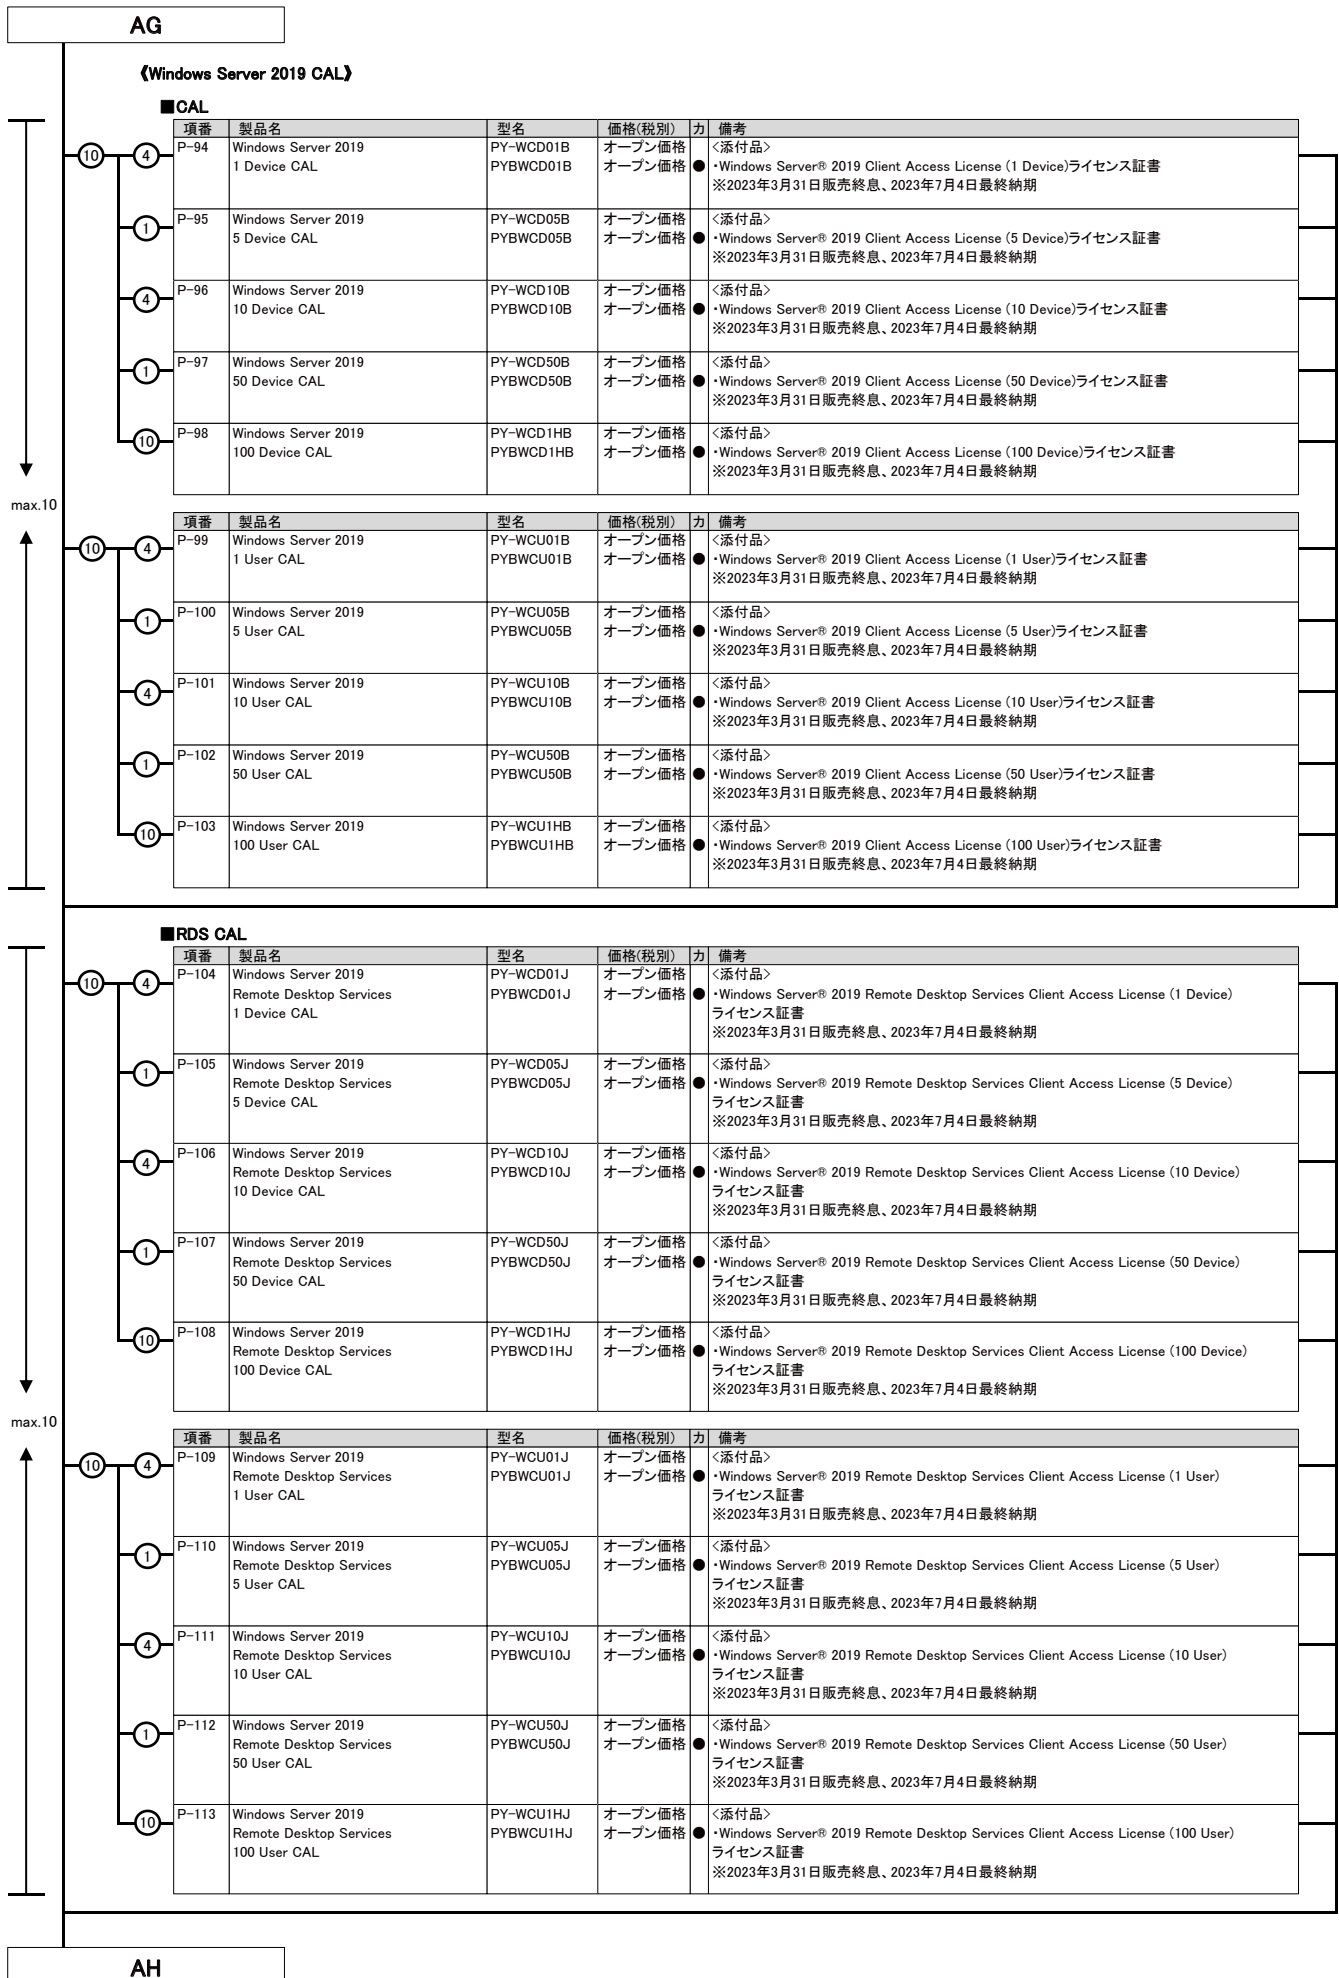 AG
《Windows Server 2019 CAL》
■CAL
項番 製品名 型名 価格(税別) カ 備考
⑩ ④ P-94 Windows Server 2019 PY-WCD01B オープン価格 <添付品>
1 Device CAL PYBWCD01B オープン価格 ● ・Windows Server® 2019 Client Access License (1 Device)ライセンス証書
※2023年3月31日販売終息、2023年7月4日最終納期
① P-95 Windows Server 2019 PY-WCD05B オープン価格 <添付品>
5 Device CAL PYBWCD05B オープン価格 ● ・Windows Server® 2019 Client Access License (5 Device)ライセンス証書
※2023年3月31日販売終息、2023年7月4日最終納期
④ P-96 Windows Server 2019 PY-WCD10B オープン価格 <添付品>
10 Device CAL PYBWCD10B オープン価格 ● ・Windows Server® 2019 Client Access License (10 Device)ライセンス証書
※2023年3月31日販売終息、2023年7月4日最終納期
① P-97 Windows Server 2019 PY-WCD50B オープン価格 <添付品>
50 Device CAL PYBWCD50B オープン価格 ● ・Windows Server® 2019 Client Access License (50 Device)ライセンス証書
※2023年3月31日販売終息、2023年7月4日最終納期
⑩ P-98 Windows Server 2019 PY-WCD1HB オープン価格 <添付品>
100 Device CAL PYBWCD1HB オープン価格 ● ・Windows Server® 2019 Client Access License (100 Device)ライセンス証書
※2023年3月31日販売終息、2023年7月4日最終納期
max.10
項番 製品名 型名 価格(税別) カ 備考
⑩ ④ P-99 Windows Server 2019 PY-WCU01B オープン価格 <添付品>
1 User CAL PYBWCU01B オープン価格 ● ・Windows Server® 2019 Client Access License (1 User)ライセンス証書
※2023年3月31日販売終息、2023年7月4日最終納期
① P-100 Windows Server 2019 PY-WCU05B オープン価格 <添付品>
5 User CAL PYBWCU05B オープン価格 ● ・Windows Server® 2019 Client Access License (5 User)ライセンス証書
※2023年3月31日販売終息、2023年7月4日最終納期
④ P-101 Windows Server 2019 PY-WCU10B オープン価格 <添付品>
10 User CAL PYBWCU10B オープン価格 ● ・Windows Server® 2019 Client Access License (10 User)ライセンス証書
※2023年3月31日販売終息、2023年7月4日最終納期
① P-102 Windows Server 2019 PY-WCU50B オープン価格 <添付品>
50 User CAL PYBWCU50B オープン価格 ● ・Windows Server® 2019 Client Access License (50 User)ライセンス証書
※2023年3月31日販売終息、2023年7月4日最終納期
⑩ P-103 Windows Server 2019 PY-WCU1HB オープン価格 <添付品>
100 User CAL PYBWCU1HB オープン価格 ● ・Windows Server® 2019 Client Access License (100 User)ライセンス証書
※2023年3月31日販売終息、2023年7月4日最終納期
■RDS CAL
項番 製品名 型名 価格(税別) カ 備考
⑩ ④ P-104 Windows Server 2019 PY-WCD01J オープン価格 <添付品>
Remote Desktop Services PYBWCD01J オープン価格 ● ・Windows Server® 2019 Remote Desktop Services Client Access License (1 Device)
1 Device CAL ライセンス証書
※2023年3月31日販売終息、2023年7月4日最終納期
① P-105 Windows Server 2019 PY-WCD05J オープン価格 <添付品>
Remote Desktop Services PYBWCD05J オープン価格 ● ・Windows Server® 2019 Remote Desktop Services Client Access License (5 Device)
5 Device CAL ライセンス証書
※2023年3月31日販売終息、2023年7月4日最終納期
④ P-106 Windows Server 2019 PY-WCD10J オープン価格 <添付品>
Remote Desktop Services PYBWCD10J オープン価格 ● ・Windows Server® 2019 Remote Desktop Services Client Access License (10 Device)
10 Device CAL ライセンス証書
※2023年3月31日販売終息、2023年7月4日最終納期
① P-107 Windows Server 2019 PY-WCD50J オープン価格 <添付品>
Remote Desktop Services PYBWCD50J オープン価格 ● ・Windows Server® 2019 Remote Desktop Services Client Access License (50 Device)
50 Device CAL ライセンス証書
※2023年3月31日販売終息、2023年7月4日最終納期
⑩ P-108 Windows Server 2019 PY-WCD1HJ オープン価格 <添付品>
Remote Desktop Services PYBWCD1HJ オープン価格 ● ・Windows Server® 2019 Remote Desktop Services Client Access License (100 Device)
100 Device CAL ライセンス証書
※2023年3月31日販売終息、2023年7月4日最終納期
max.10
項番 製品名 型名 価格(税別) カ 備考
⑩ ④ P-109 Windows Server 2019 PY-WCU01J オープン価格 <添付品>
Remote Desktop Services PYBWCU01J オープン価格 ● ・Windows Server® 2019 Remote Desktop Services Client Access License (1 User)
1 User CAL ライセンス証書
※2023年3月31日販売終息、2023年7月4日最終納期
① P-110 Windows Server 2019 PY-WCU05J オープン価格 <添付品>
Remote Desktop Services PYBWCU05J オープン価格 ● ・Windows Server® 2019 Remote Desktop Services Client Access License (5 User)
5 User CAL ライセンス証書
※2023年3月31日販売終息、2023年7月4日最終納期
④ P-111 Windows Server 2019 PY-WCU10J オープン価格 <添付品>
Remote Desktop Services PYBWCU10J オープン価格 ● ・Windows Server® 2019 Remote Desktop Services Client Access License (10 User)
10 User CAL ライセンス証書
※2023年3月31日販売終息、2023年7月4日最終納期
① P-112 Windows Server 2019 PY-WCU50J オープン価格 <添付品>
Remote Desktop Services PYBWCU50J オープン価格 ● ・Windows Server® 2019 Remote Desktop Services Client Access License (50 User)
50 User CAL ライセンス証書
※2023年3月31日販売終息、2023年7月4日最終納期
⑩ P-113 Windows Server 2019 PY-WCU1HJ オープン価格 <添付品>
Remote Desktop Services PYBWCU1HJ オープン価格 ● ・Windows Server® 2019 Remote Desktop Services Client Access License (100 User)
100 User CAL ライセンス証書
※2023年3月31日販売終息、2023年7月4日最終納期
AH